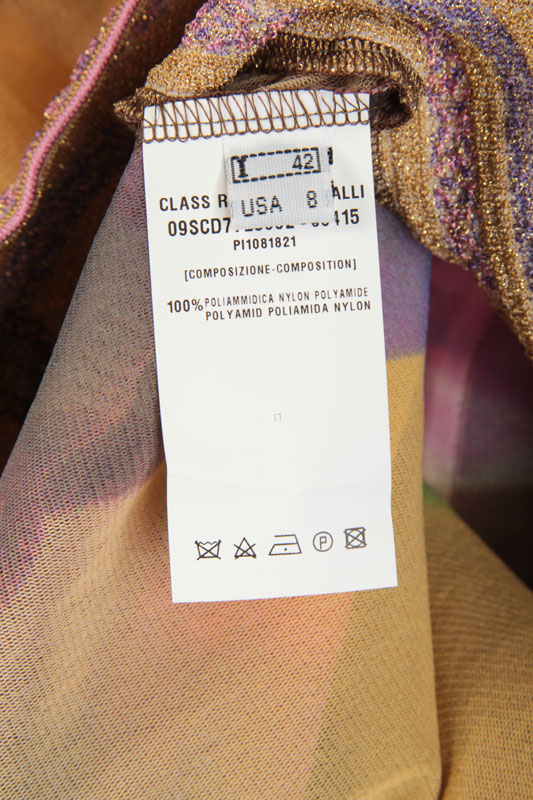 I 42
USA 8
CLASS
PI1081821
[COMPOSIZIONE-COMPOSITION]
100% POLIAMMIDICA NYLON POLYAMIDE
POLYAMID POLIAMIDA NYLON
P